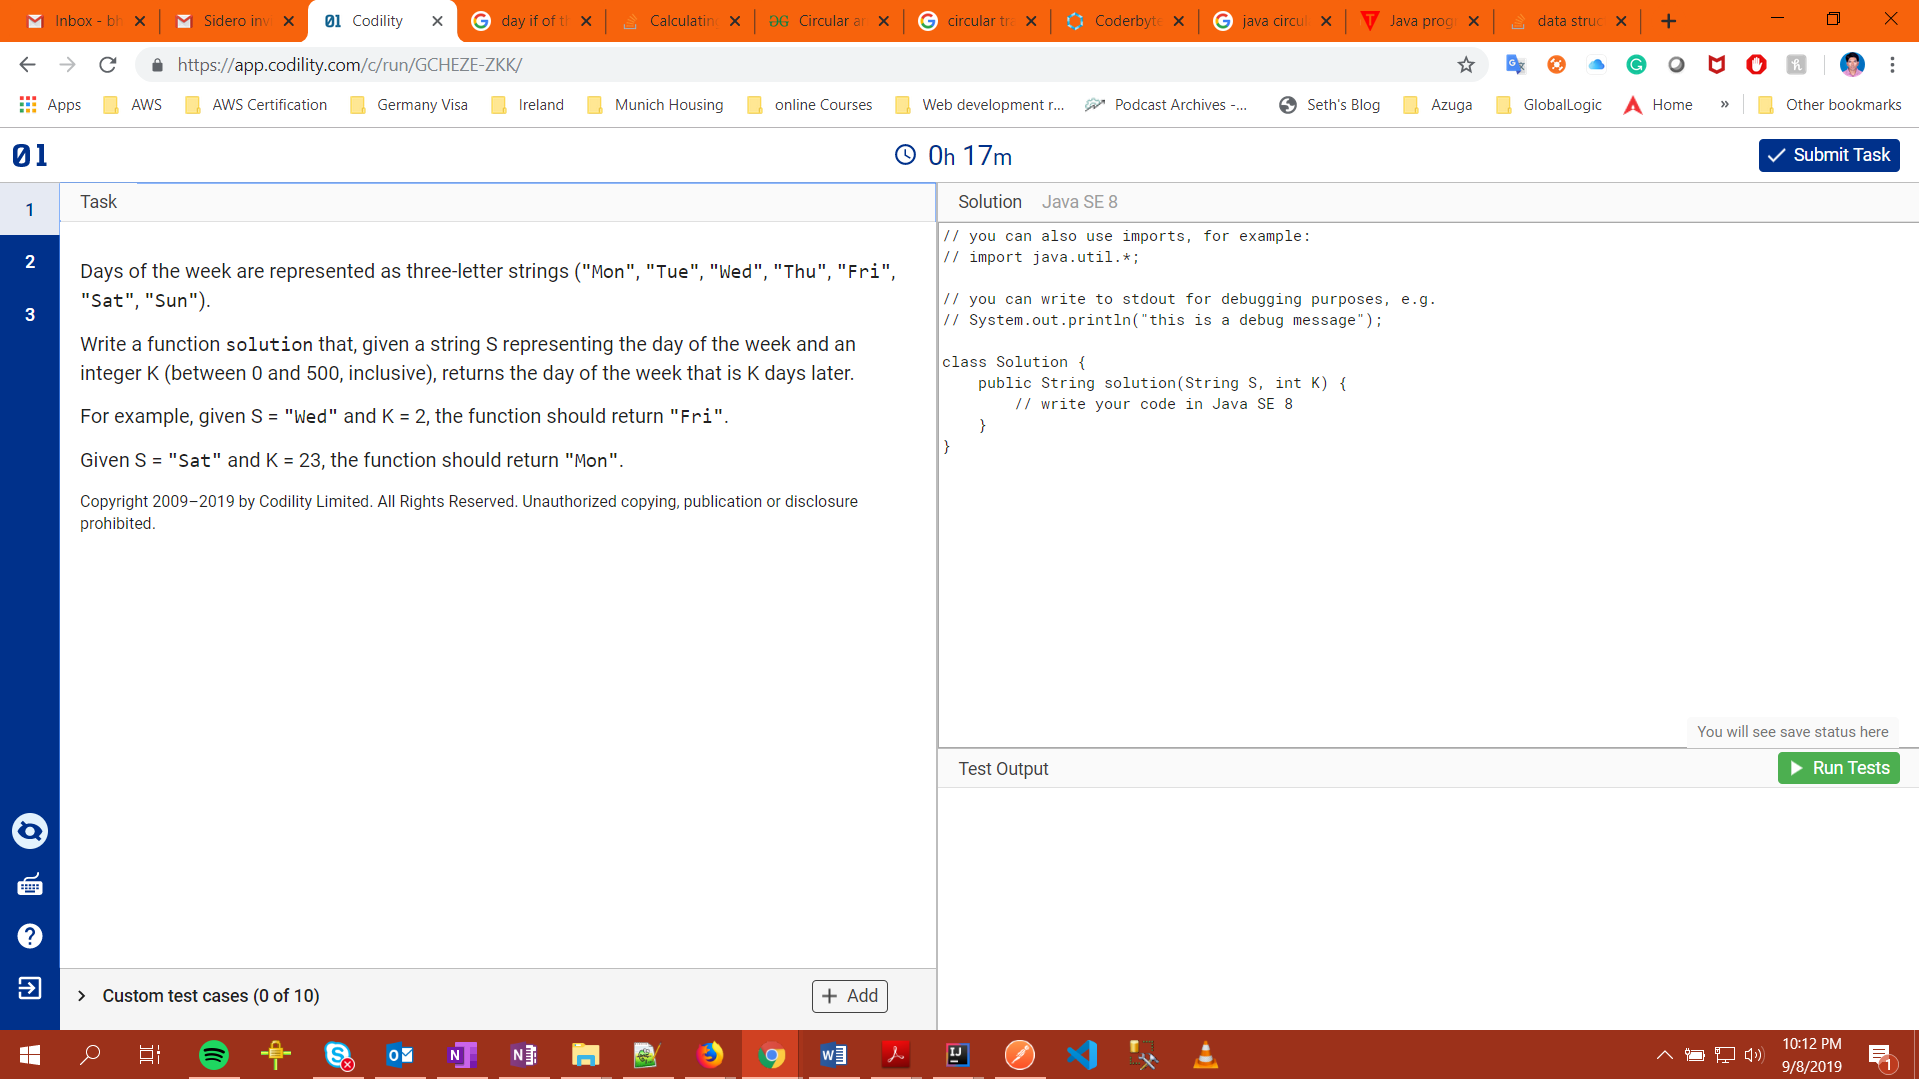 Inbox - bh
Sidero inv
Codility
day if of th
Calculating
Circular ar
circular tra
Coderbyte
java circul
Java prog
data struc
https://app.codility.com/c/run/GCHEZE-ZKK/
Apps
AWS
AWS Certification
Germany Visa
Ireland
Munich Housing
online Courses
Web development r...
Podcast Archives -...
Seth's Blog
Azuga
GlobalLogic
Home
»
Other bookmarks
01
0h 17m
Submit Task
1
2
3
Task
Days of the week are represented as three-letter strings ("Mon", "Tue", "Wed", "Thu", "Fri",
"Sat", "Sun").
Write a function solution that, given a string S representing the day of the week and an
integer K (between 0 and 500, inclusive), returns the day of the week that is K days later.
For example, given S = "Wed" and K = 2, the function should return "Fri".
Given S = "Sat" and K = 23, the function should return "Mon".
Copyright 2009–2019 by Codility Limited. All Rights Reserved. Unauthorized copying, publication or disclosure
prohibited.
Custom test cases (0 of 10)
+ Add
Solution Java SE 8
// you can also use imports, for example:
// import java.util.*;
// you can write to stdout for debugging purposes, e.g.
// System.out.println("this is a debug message");
class Solution {
public String solution(String S, int K) {
// write your code in Java SE 8
}
}
You will see save status here
Test Output
Run Tests
10:12 PM
9/8/2019
1